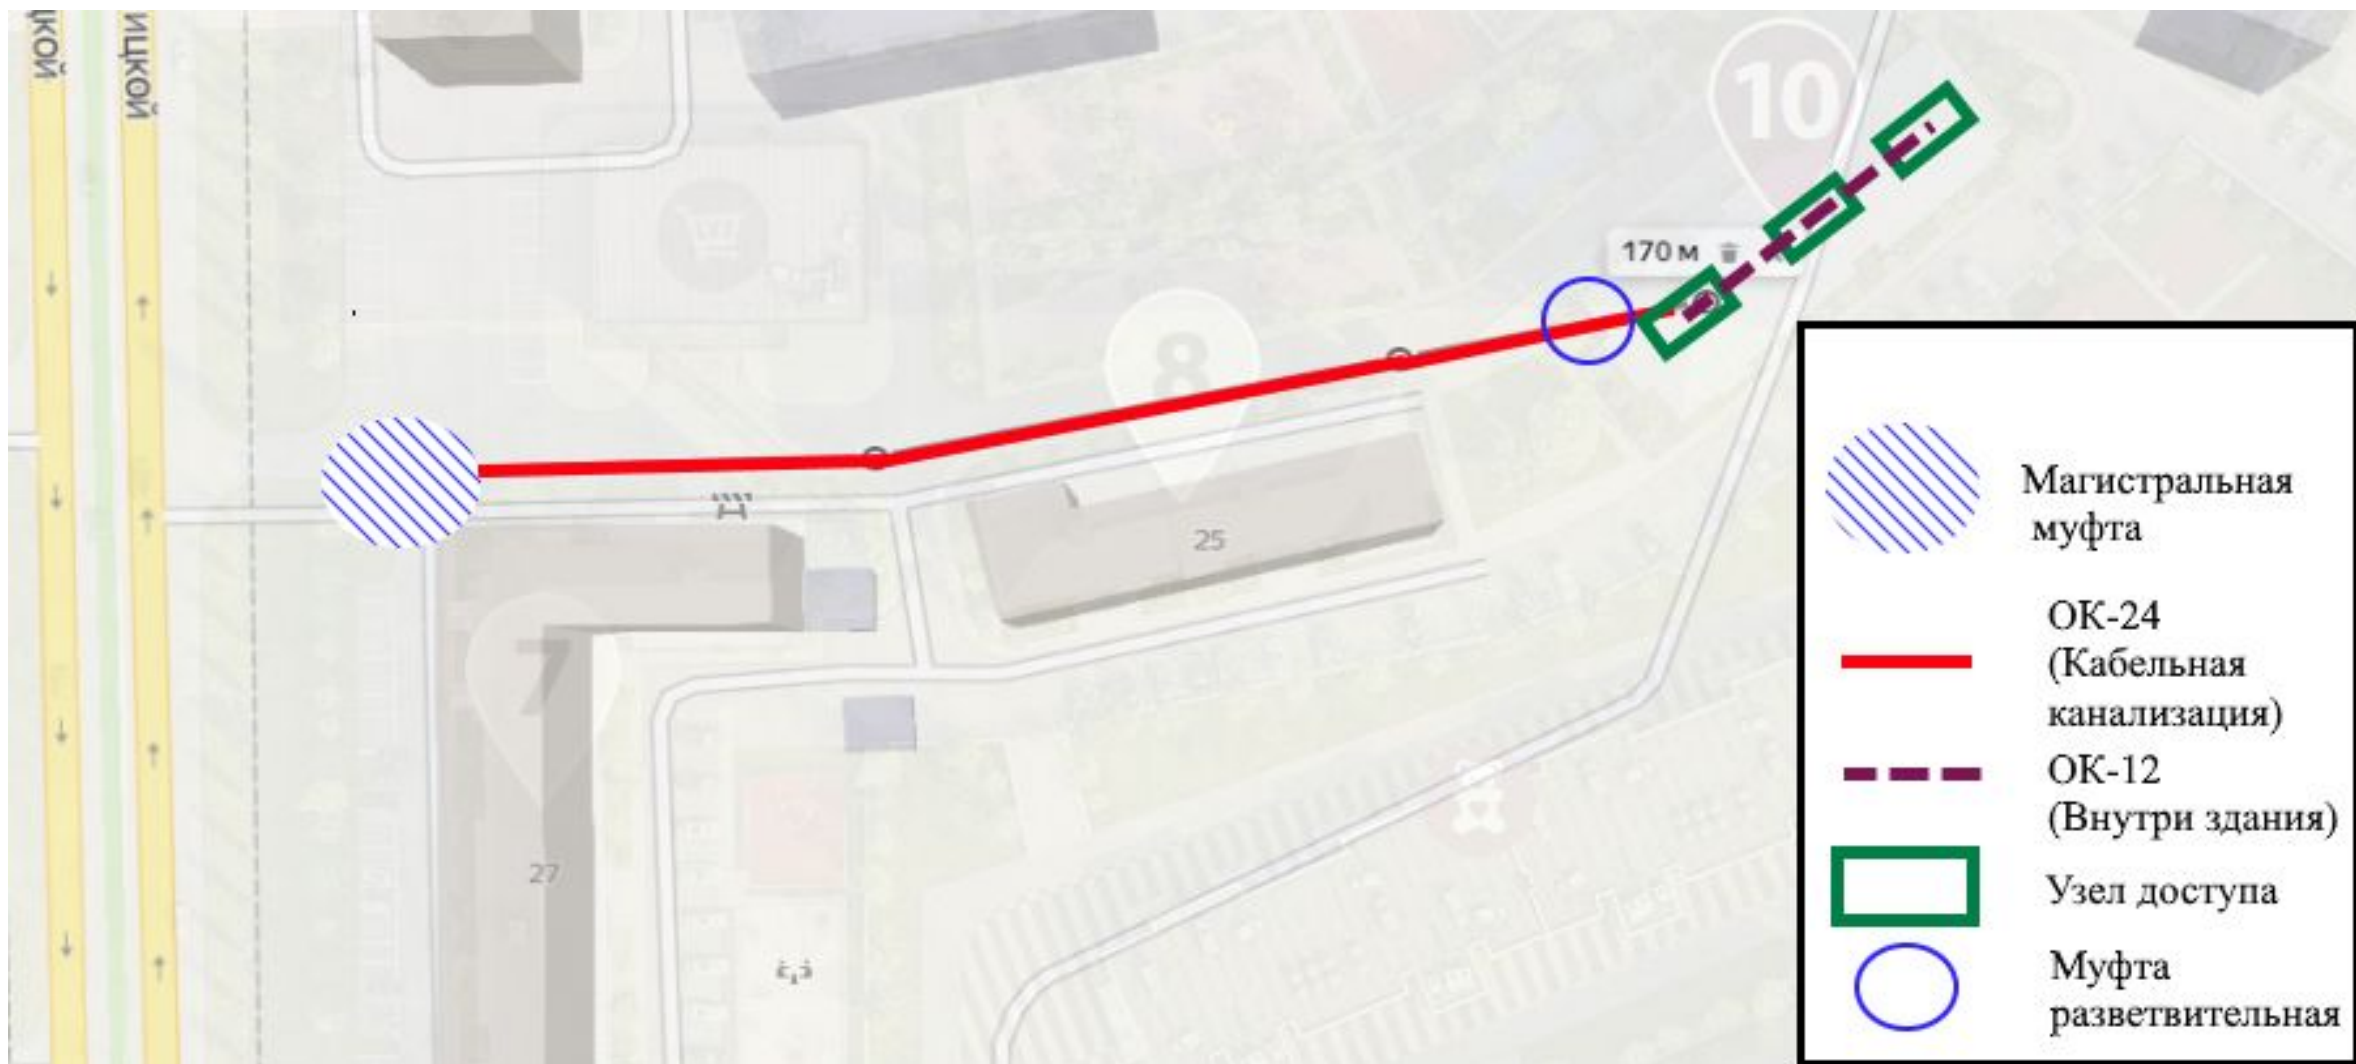 ЦКОЙ
ИЦКОЙ
10
170 м
8
25
7
27
Магистральная
муфта
ОК-24
(Кабельная
канализация)
ОК-12
(Внутри здания)
Узел доступа
Муфта
разветвительная